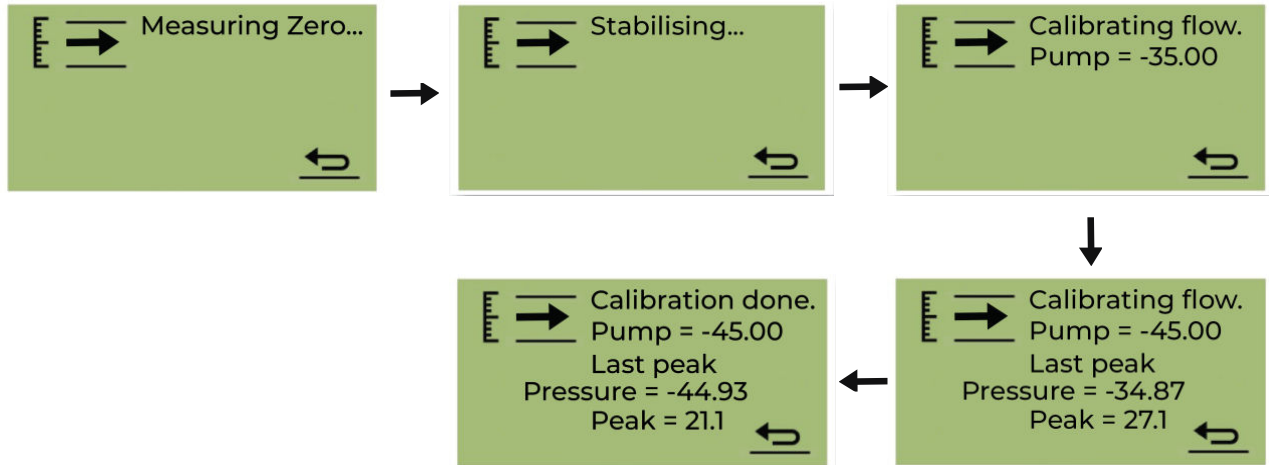 Measuring Zero...
Stabilising...
Calibrating flow.
Pump = -35.00
Calibrating flow.
Pump = -45.00
Last peak
Pressure = -34.87
Peak = 27.1
Calibration done.
Pump = -45.00
Last peak
Pressure = -44.93
Peak = 21.1